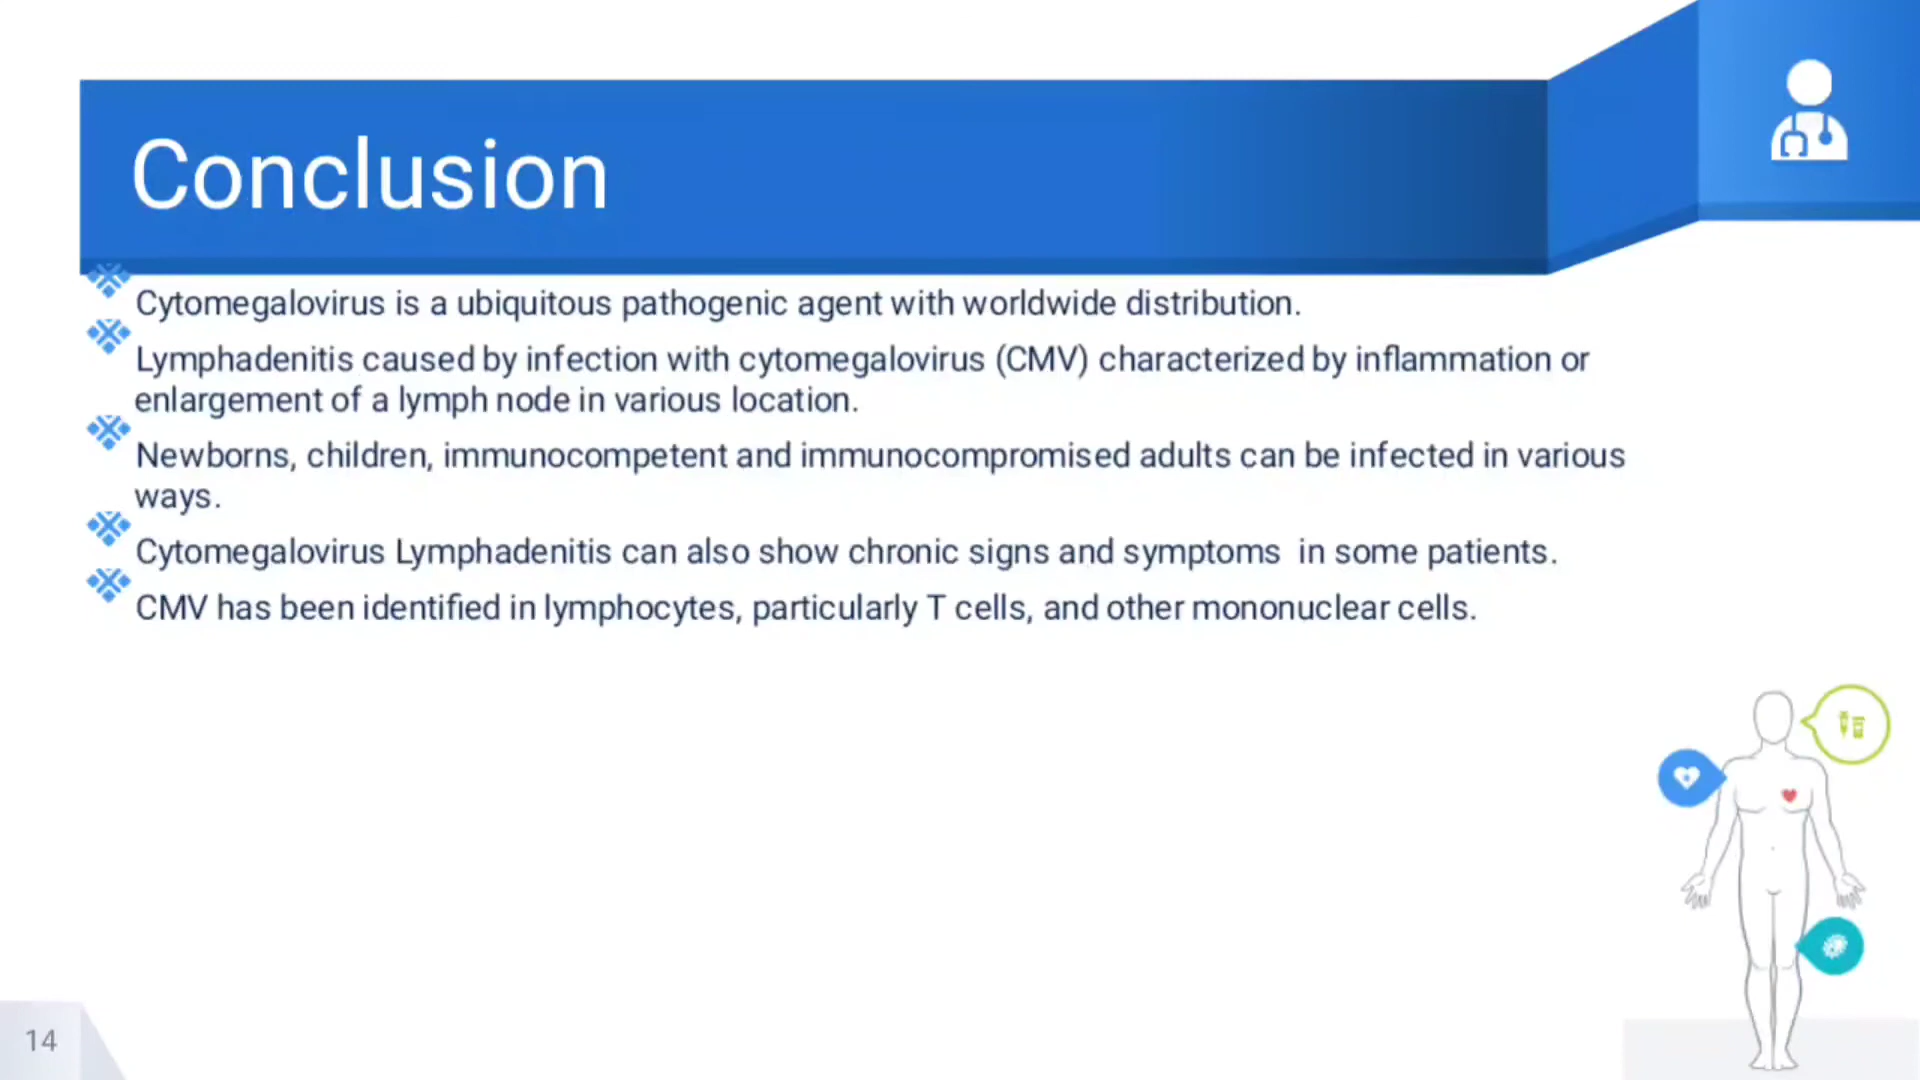 Conclusion
Cytomegalovirus is a ubiquitous pathogenic agent with worldwide distribution.
Lymphadenitis caused by infection with cytomegalovirus (CMV) characterized by inflammation or
enlargement of a lymph node in various location.
Newborns, children, immunocompetent and immunocompromised adults can be infected in various
ways.
Cytomegalovirus Lymphadenitis can also show chronic signs and symptoms  in some patients.
CMV has been identified in lymphocytes, particularly T cells, and other mononuclear cells.
14